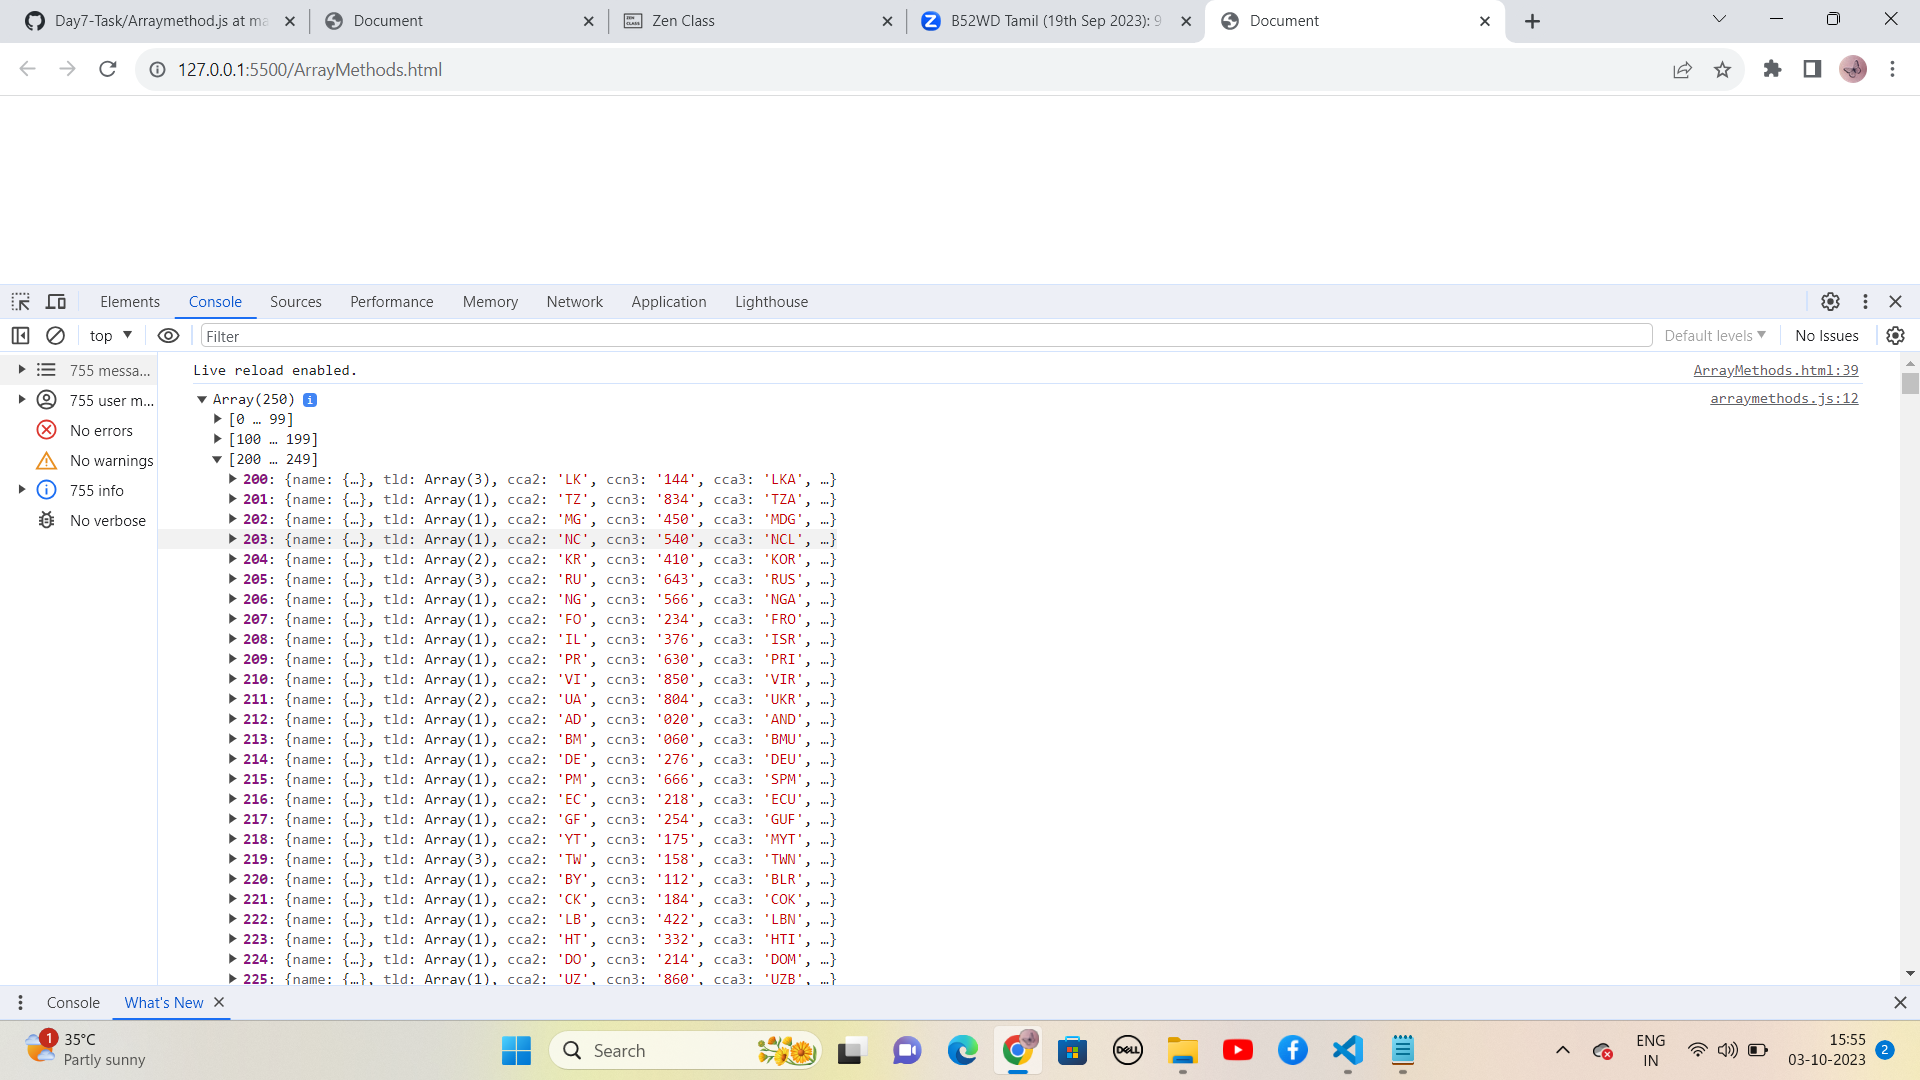 Day7-Task/Arraymethod.js at ma
Document
Zen Class
B52WD Tamil (19th Sep 2023): 9
Document
127.0.0.1:5500/ArrayMethods.html
Elements
Console
Sources
Performance
Memory
Network
Application
Lighthouse
top
Filter
Default levels
No Issues
755 messa...
755 user m...
No errors
No warnings
755 info
No verbose
Live reload enabled.
ArrayMethods.html:39
Array(250) i
arraymethods.js:12
[0 … 99]
[100 … 199]
[200 … 249]
200: {name: {…}, tld: Array(3), cca2: 'LK', ccn3: '144', cca3: 'LKA', …}
201: {name: {…}, tld: Array(1), cca2: 'TZ', ccn3: '834', cca3: 'TZA', …}
202: {name: {…}, tld: Array(1), cca2: 'MG', ccn3: '450', cca3: 'MDG', …}
203: {name: {…}, tld: Array(1), cca2: 'NC', ccn3: '540', cca3: 'NCL', …}
204: {name: {…}, tld: Array(2), cca2: 'KR', ccn3: '410', cca3: 'KOR', …}
205: {name: {…}, tld: Array(3), cca2: 'RU', ccn3: '643', cca3: 'RUS', …}
206: {name: {…}, tld: Array(1), cca2: 'NG', ccn3: '566', cca3: 'NGA', …}
207: {name: {…}, tld: Array(1), cca2: 'FO', ccn3: '234', cca3: 'FRO', …}
208: {name: {…}, tld: Array(1), cca2: 'IL', ccn3: '376', cca3: 'ISR', …}
209: {name: {…}, tld: Array(1), cca2: 'PR', ccn3: '630', cca3: 'PRI', …}
210: {name: {…}, tld: Array(1), cca2: 'VI', ccn3: '850', cca3: 'VIR', …}
211: {name: {…}, tld: Array(2), cca2: 'UA', ccn3: '804', cca3: 'UKR', …}
212: {name: {…}, tld: Array(1), cca2: 'AD', ccn3: '020', cca3: 'AND', …}
213: {name: {…}, tld: Array(1), cca2: 'BM', ccn3: '060', cca3: 'BMU', …}
214: {name: {…}, tld: Array(1), cca2: 'DE', ccn3: '276', cca3: 'DEU', …}
215: {name: {…}, tld: Array(1), cca2: 'PM', ccn3: '666', cca3: 'SPM', …}
216: {name: {…}, tld: Array(1), cca2: 'EC', ccn3: '218', cca3: 'ECU', …}
217: {name: {…}, tld: Array(1), cca2: 'GF', ccn3: '254', cca3: 'GUF', …}
218: {name: {…}, tld: Array(1), cca2: 'YT', ccn3: '175', cca3: 'MYT', …}
219: {name: {…}, tld: Array(3), cca2: 'TW', ccn3: '158', cca3: 'TWN', …}
220: {name: {…}, tld: Array(1), cca2: 'BY', ccn3: '112', cca3: 'BLR', …}
221: {name: {…}, tld: Array(1), cca2: 'CK', ccn3: '184', cca3: 'COK', …}
222: {name: {…}, tld: Array(1), cca2: 'LB', ccn3: '422', cca3: 'LBN', …}
223: {name: {…}, tld: Array(1), cca2: 'HT', ccn3: '332', cca3: 'HTI', …}
224: {name: {…}, tld: Array(1), cca2: 'DO', ccn3: '214', cca3: 'DOM', …}
225: {name: {…}, tld: Array(1), cca2: 'UZ', ccn3: '860', cca3: 'UZB', …}
Console
What's New
1
35°C
Partly sunny
Search
DELL
ENG
IN
15:55
03-10-2023
2